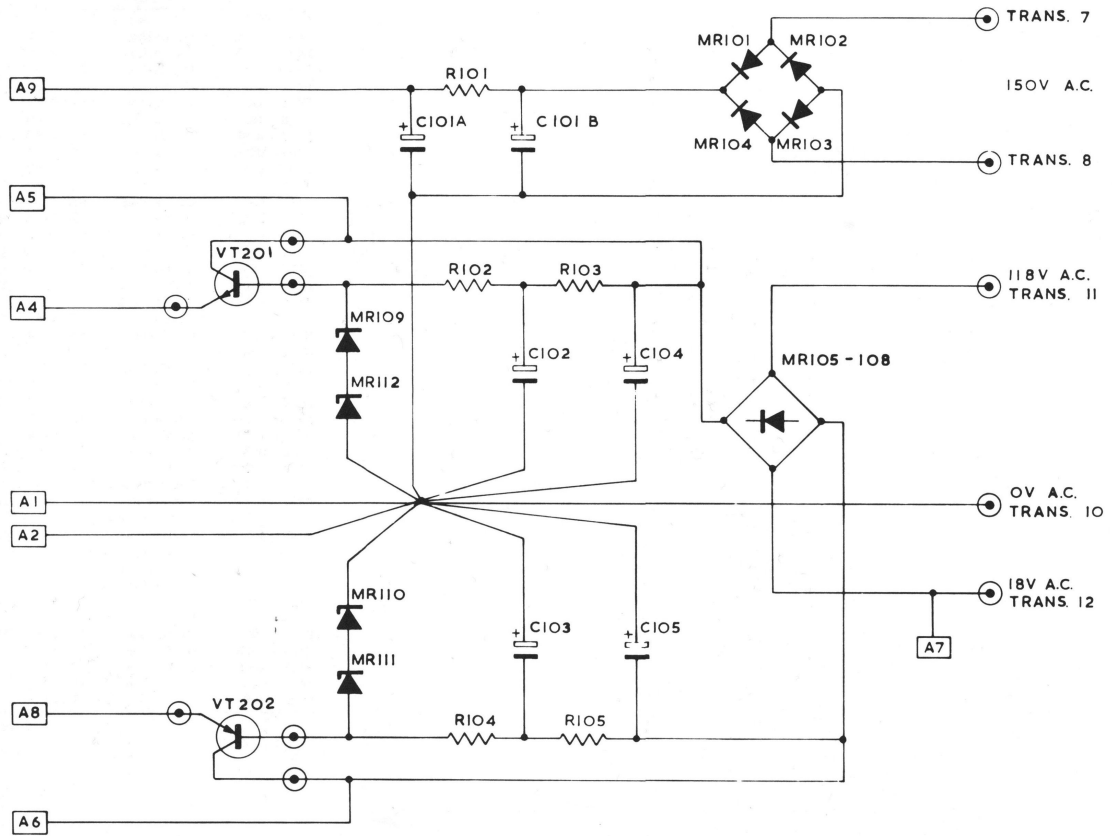 TRANS. 7
MR101 MR102
A9
R101
150V A.C.
C101A
C101 B
MR104 MR103
TRANS. 8
A5
VT201
R102
R103
118V A.C.
TRANS. 11
A4
MR109
C102
C104
MR105-108
MR112
A1
0V A.C.
TRANS. 10
A2
MR110
18V A.C.
TRANS. 12
C103
C105
A7
MR111
VT202
A8
R104
R105
A6